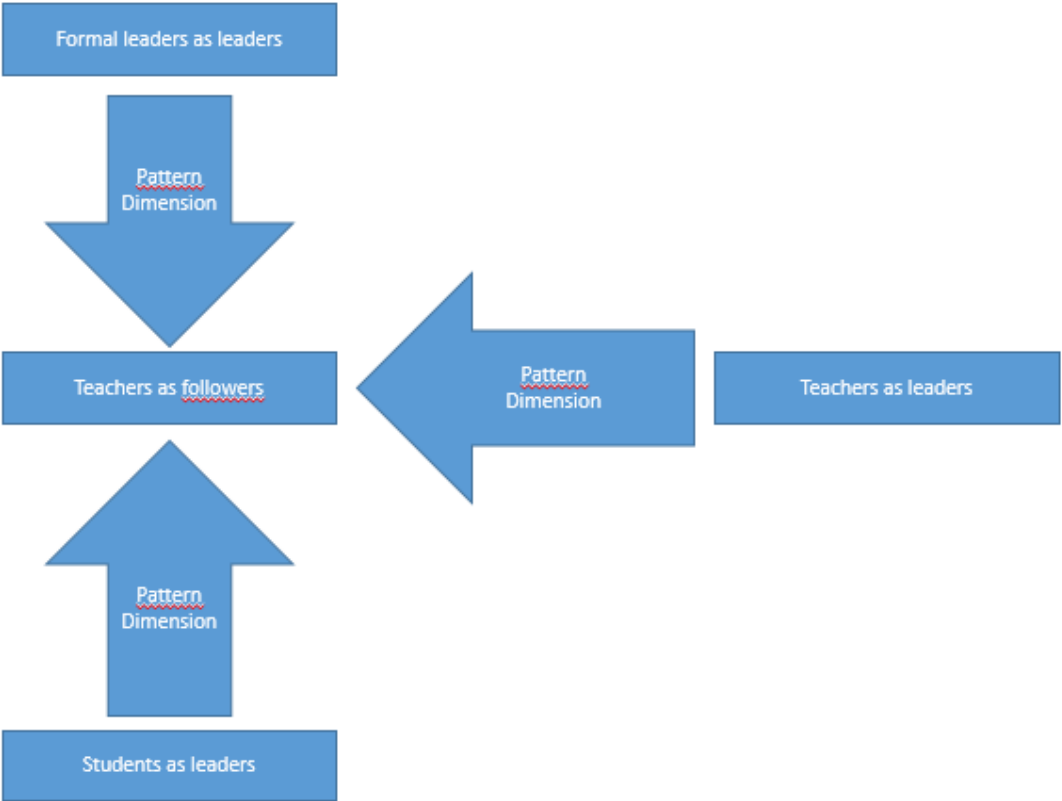 Formal leaders as leaders
Pattern
Dimension
Teachers as followers
Pattern
Dimension
Teachers as leaders
Pattern
Dimension
Students as leaders